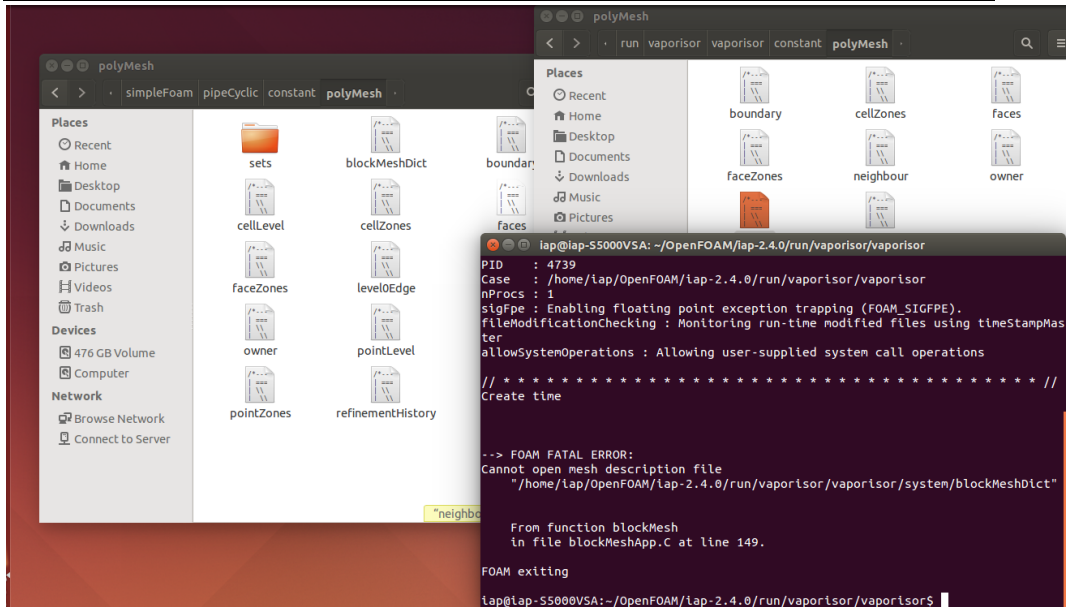 polyMesh
simpleFoam pipeCyclic constant polyMesh
Places
Recent
Home
Desktop
Documents
Downloads
Music
Pictures
Videos
Trash
Devices
476 GB Volume
Computer
Network
Browse Network
Connect to Server
sets
blockMeshDict
boundary
cellLevel
cellZones
faces
faceZones
level0Edge
owner
pointLevel
pointZones
refinementHistory
"neighbo
polyMesh
run vaporisor vaporisor constant polyMesh
Places
Recent
Home
Desktop
Documents
Downloads
Music
Pictures
boundary
cellZones
faces
faceZones
neighbour
owner
iap@iap-S5000VSA: ~/OpenFOAM/iap-2.4.0/run/vaporisor/vaporisor
PID : 4739
Case : /home/iap/OpenFOAM/iap-2.4.0/run/vaporisor/vaporisor
nProcs : 1
sigFpe : Enabling floating point exception trapping (FOAM_SIGFPE).
fileModificationChecking : Monitoring run-time modified files using timeStampMas
ter
allowSystemOperations : Allowing user-supplied system call operations
// * * * * * * * * * * * * * * * * * * * * * * * * * * * * * * * * * * * * * //
Create time
--> FOAM FATAL ERROR:
Cannot open mesh description file
"/home/iap/OpenFOAM/iap-2.4.0/run/vaporisor/vaporisor/system/blockMeshDict"
From function blockMesh
in file blockMeshApp.C at line 149.
FOAM exiting
iap@iap-S5000VSA:~/OpenFOAM/iap-2.4.0/run/vaporisor/vaporisor$